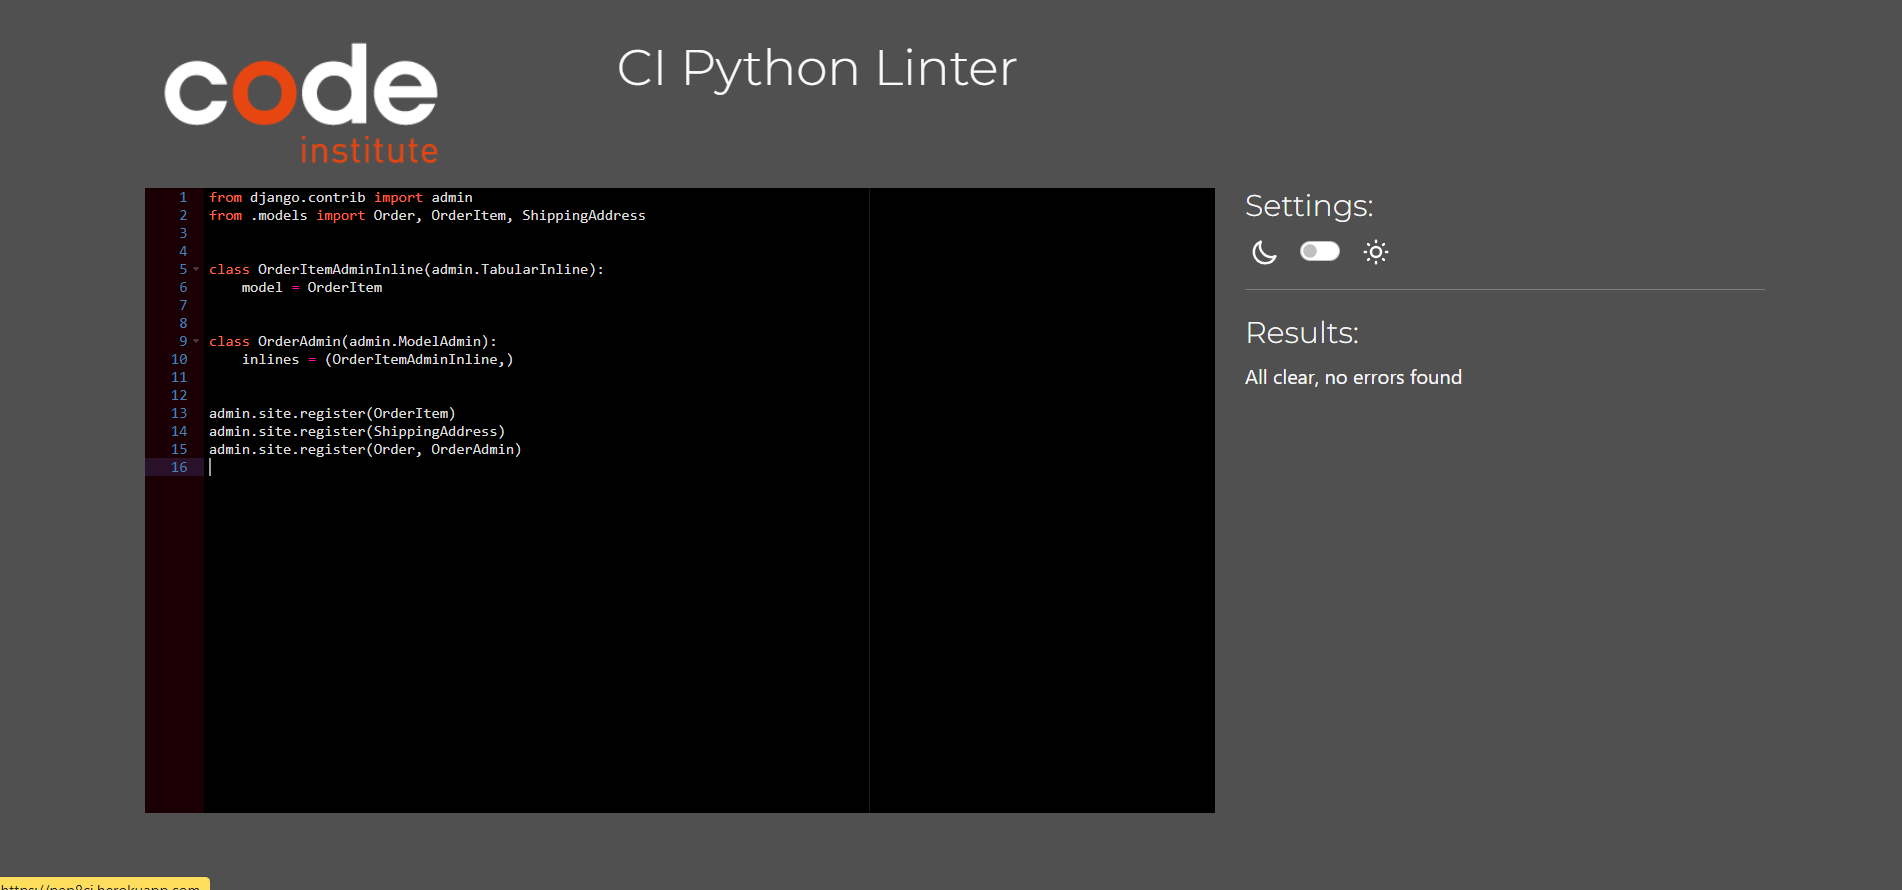 code
institute
CI Python Linter
1 from django.contrib import admin
2 from .models import Order, OrderItem, ShippingAddress
3
4
5 class OrderItemAdminInline(admin.TabularInline):
6     model = OrderItem
7
8
9 class OrderAdmin(admin.ModelAdmin):
10     inlines = (OrderItemAdminInline,)
11
12
13 admin.site.register(OrderItem)
14 admin.site.register(ShippingAddress)
15 admin.site.register(Order, OrderAdmin)
16
Settings:
Results:
All clear, no errors found
https://pep8ci.herokuapp.com